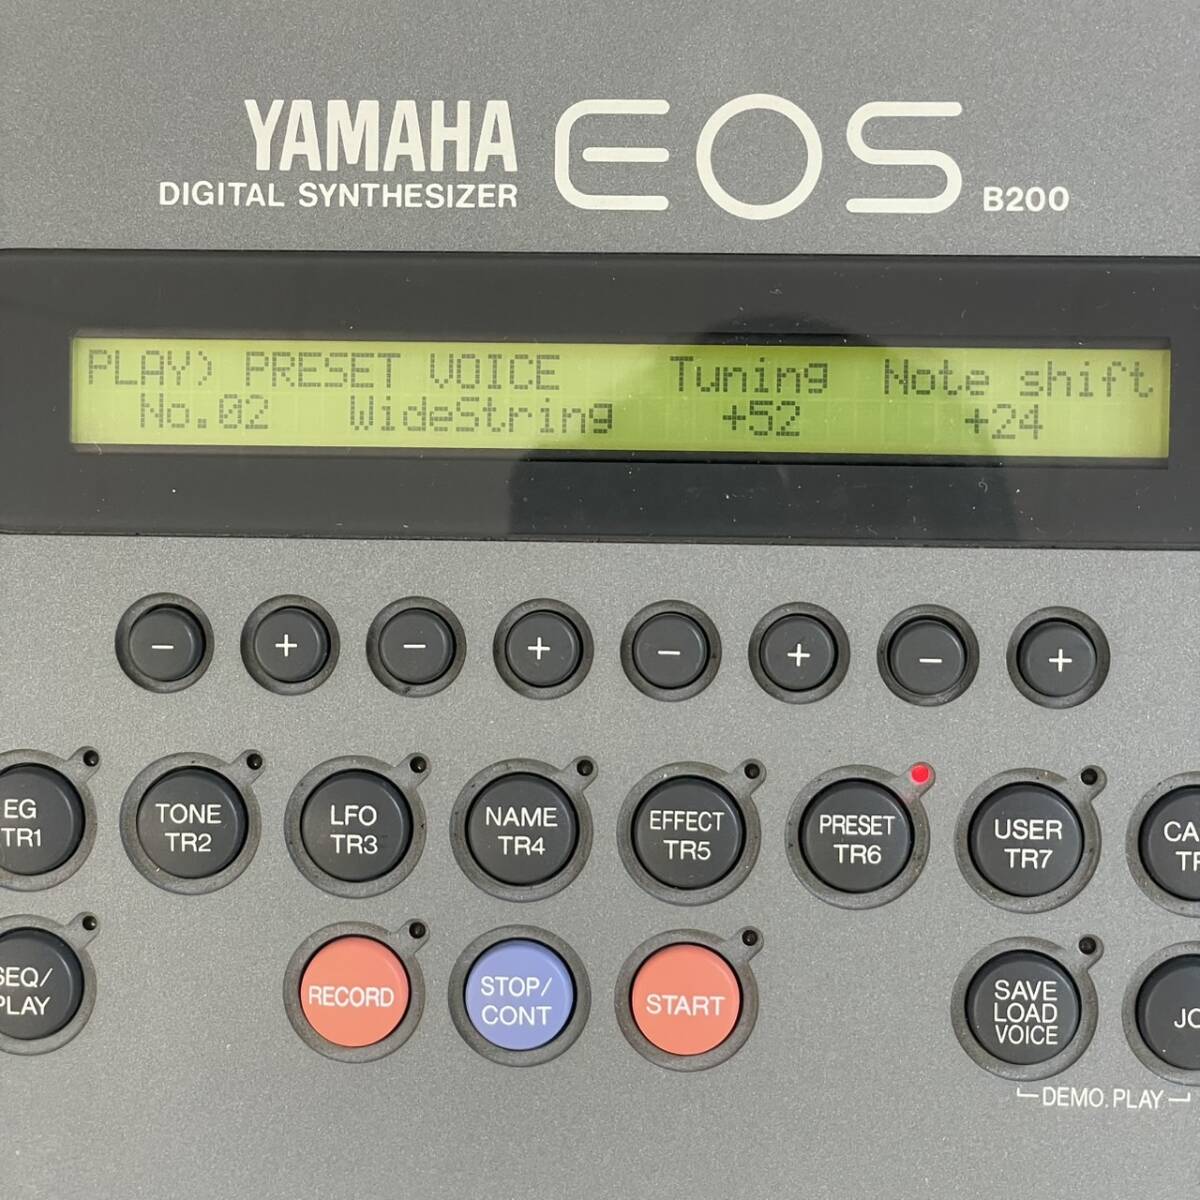 YAMAHA EOS
DIGITAL SYNTHESIZER B200
PLAY) PRESET VOICE Tuning Note shift
No.02 WideString +52 +24
− + − + − + − +
EG
TR1
TONE
TR2
LFO
TR3
NAME
TR4
EFFECT
TR5
PRESET
TR6
USER
TR7
SEQ/
PLAY
RECORD
STOP/
CONT
START
SAVE
LOAD
VOICE
DEMO.PLAY